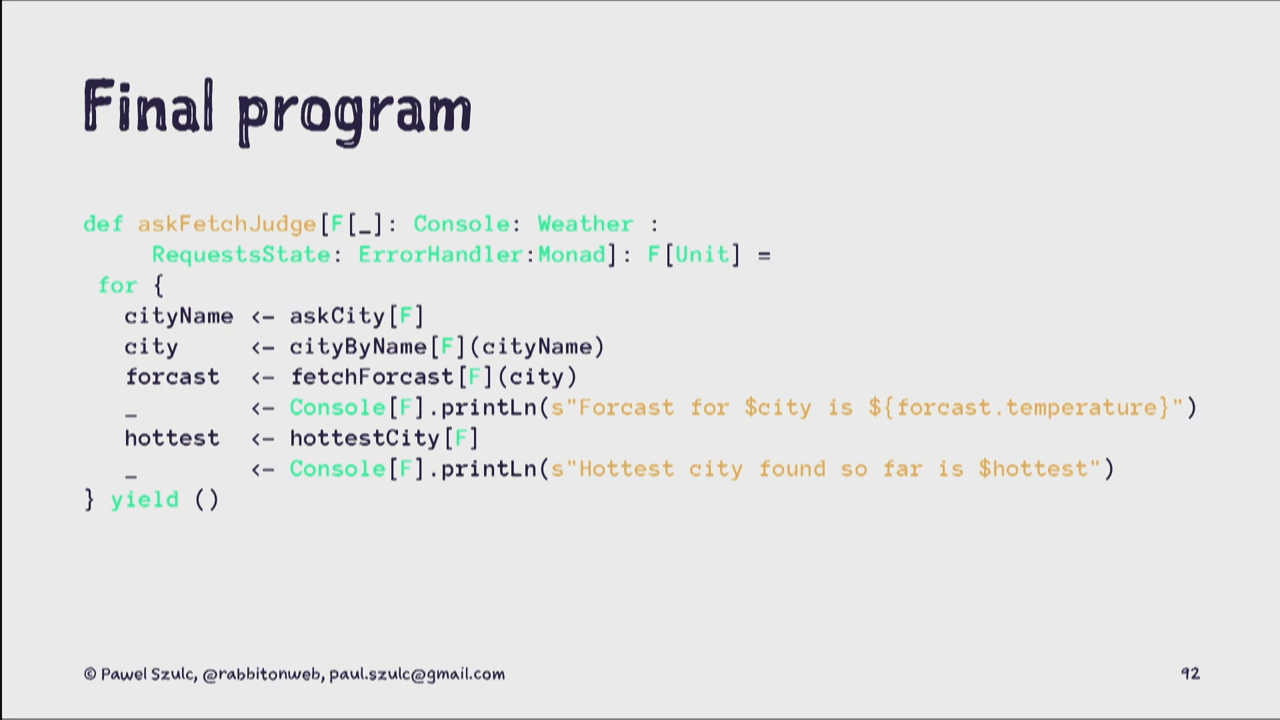 Final program
def askFetchJudge[F[_]: Console: Weather :
RequestsState: ErrorHandler:Monad]: F[Unit] =
for {
cityName <- askCity[F]
city <- cityByName[F](cityName)
forcast <- fetchForcast[F](city)
_ <- Console[F].printLn(s"Forcast for $city is ${forcast.temperature}")
hottest <- hottestCity[F]
_ <- Console[F].printLn(s"Hottest city found so far is $hottest")
} yield ()
© Pawel Szulc, @rabbitonweb, paul.szulc@gmail.com
92